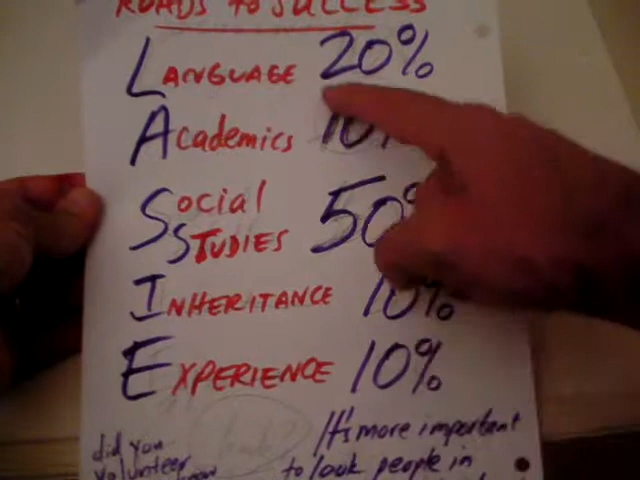 ROADS TO SUCCESS
LANGUAGE 20%
Academics 10%
Social
STUDIES 50%
INHERITANCE 10%
EXPERIENCE 10%
did you
volunteer
It's more important
to look people in